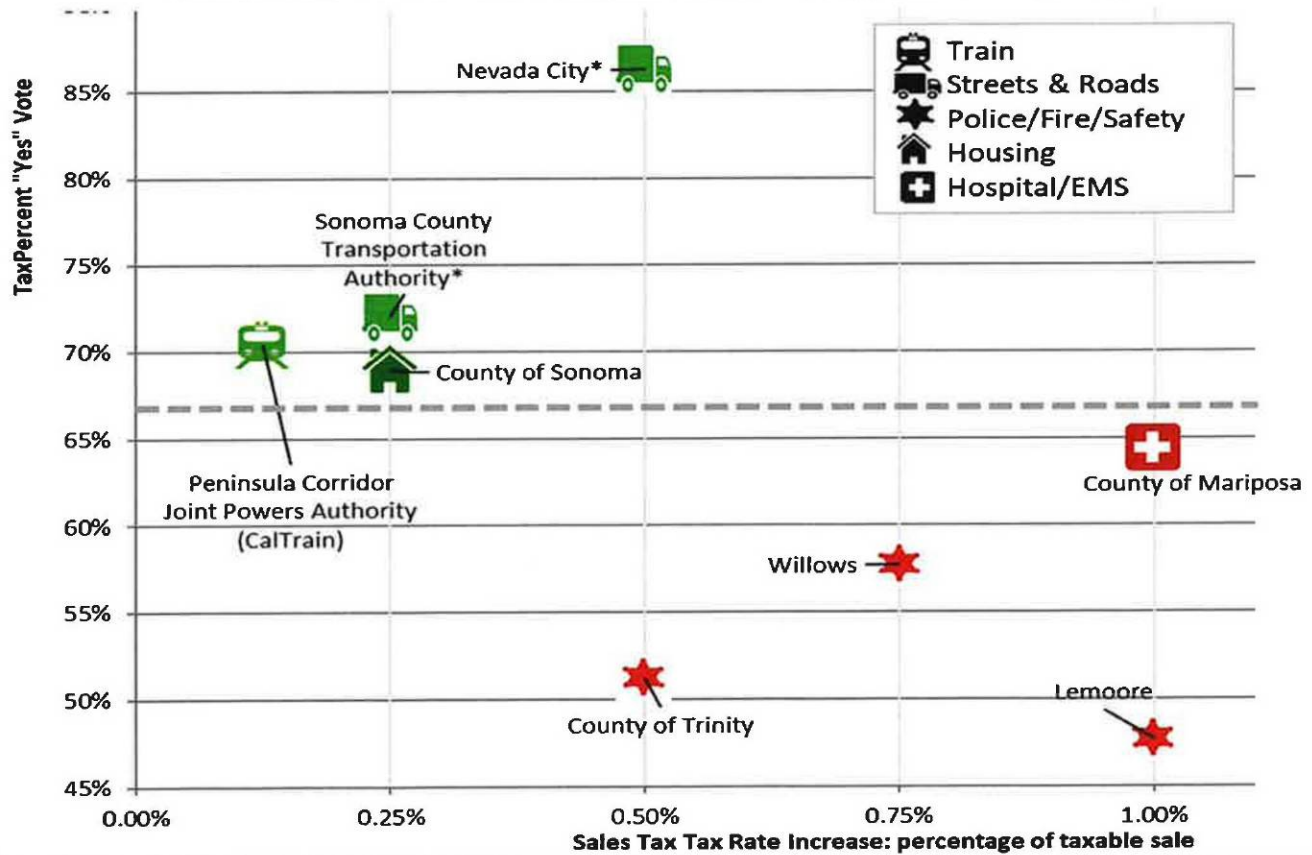 TaxPercent "Yes" Vote
85%
80%
75%
70%
65%
60%
55%
50%
45%
Nevada City*
Train
Streets & Roads
Police/Fire/Safety
Housing
Hospital/EMS
Sonoma County
Transportation
Authority*
County of Sonoma
Peninsula Corridor
Joint Powers Authority
(CalTrain)
County of Mariposa
Willows
County of Trinity
Lemoore
0.00%
0.25%
0.50%
0.75%
1.00%
Sales Tax Tax Rate Increase: percentage of taxable sale